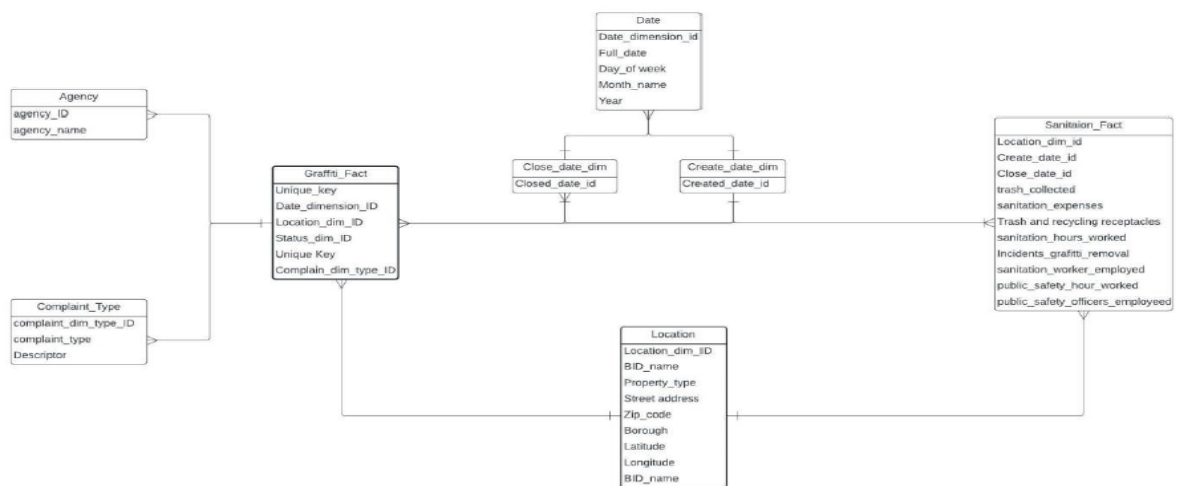 Date
Date_dimension_id
Full_date
Day_of week
Month_name
Year
Agency
agency_ID
agency_name
Close_date_dim
Closed_date_id
Create_date_dim
Created_date_id
Sanitaion_Fact
Location_dim_id
Create_date_id
Close_date_id
trash_collected
sanitation_expenses
Trash and recycling receptacles
sanitation_hours_worked
Incidents_grafitti_removal
sanitation_worker_employed
public_safety_hour_worked
public_safety_officers_employeed
Graffiti_Fact
Unique_key
Date_dimension_ID
Location_dim_ID
Status_dim_ID
Unique Key
Complain_dim_type_ID
Complaint_Type
complaint_dim_type_ID
complaint_type
Descriptor
Location
Location_dim_IID
BID_name
Property_type
Street address
Zip_code
Borough
Latitude
Longitude
BID_name